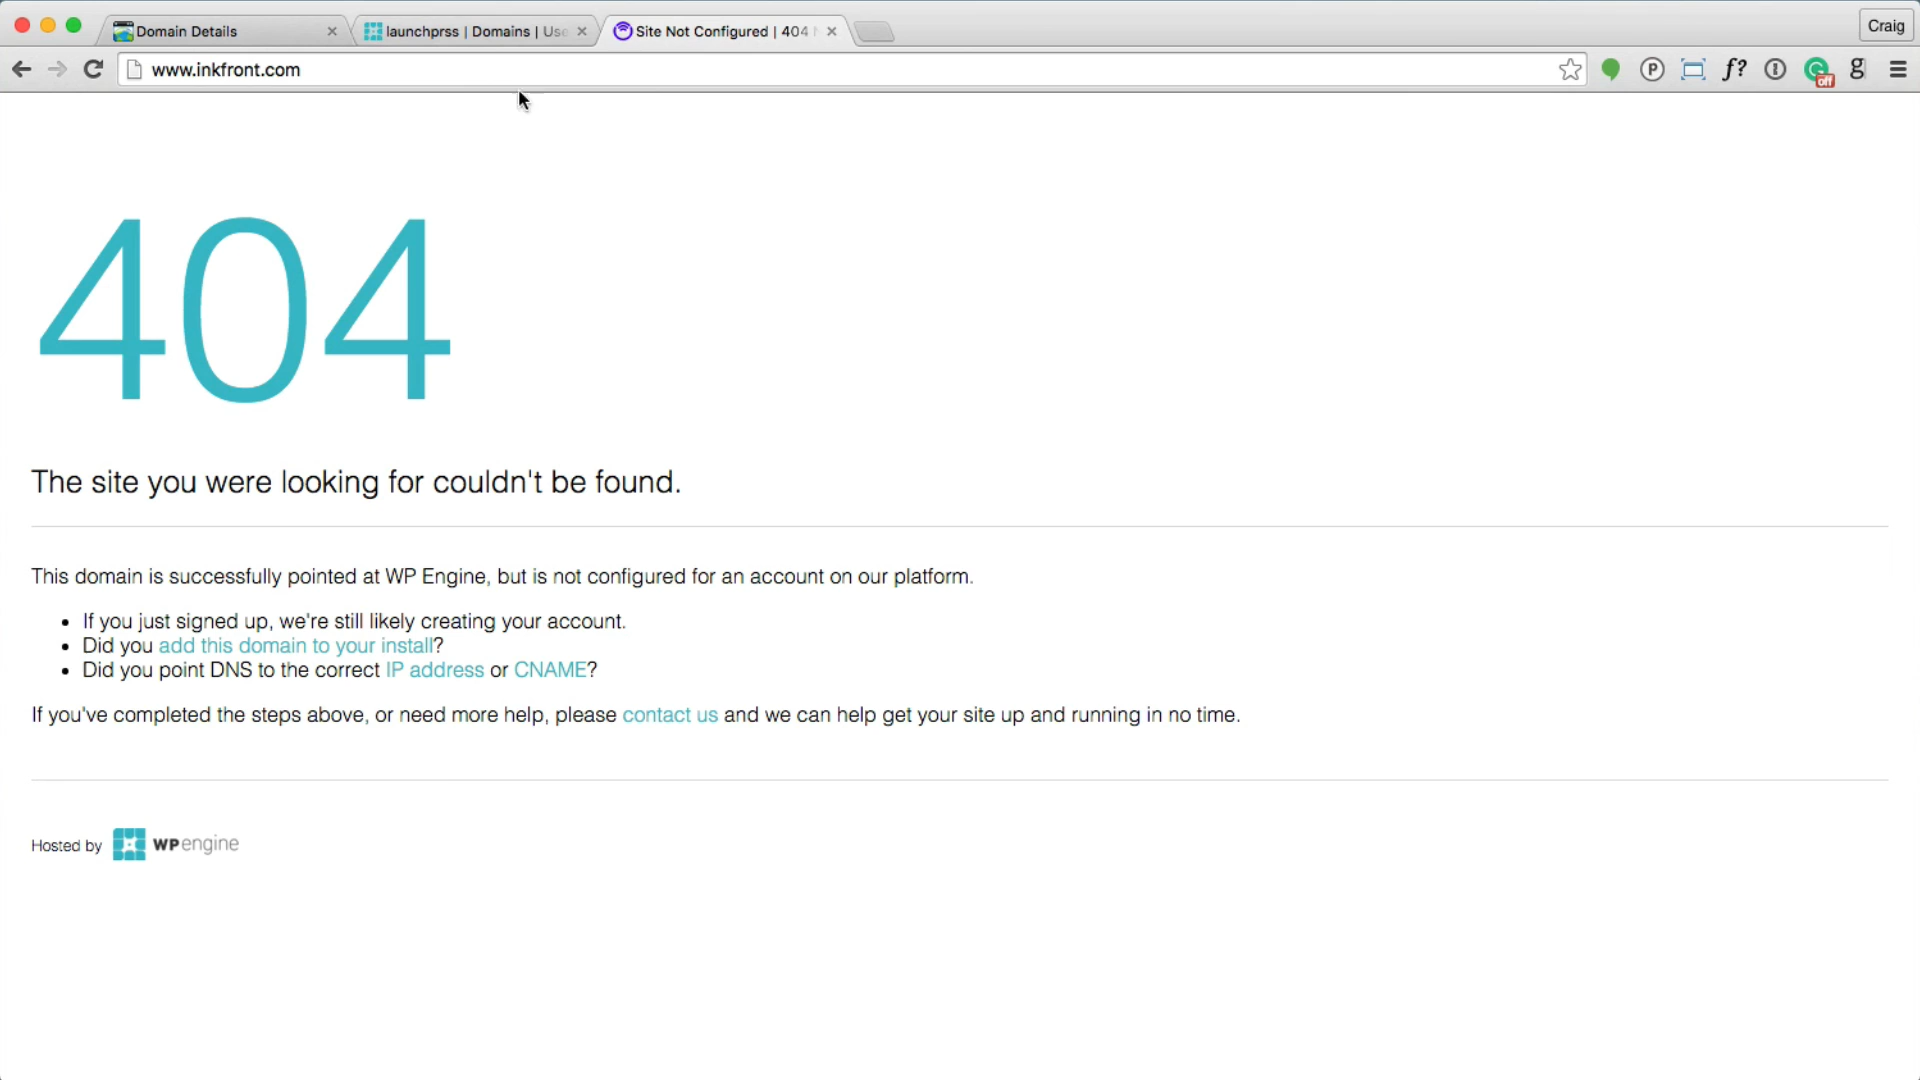 Domain Details
launchprss | Domains | Use
Site Not Configured | 404
Craig
www.inkfront.com
P
f?
off
g
404
The site you were looking for couldn't be found.
This domain is successfully pointed at WP Engine, but is not configured for an account on our platform.
• If you just signed up, we're still likely creating your account.
• Did you add this domain to your install?
• Did you point DNS to the correct IP address or CNAME?
If you've completed the steps above, or need more help, please contact us and we can help get your site up and running in no time.
Hosted by WPengine